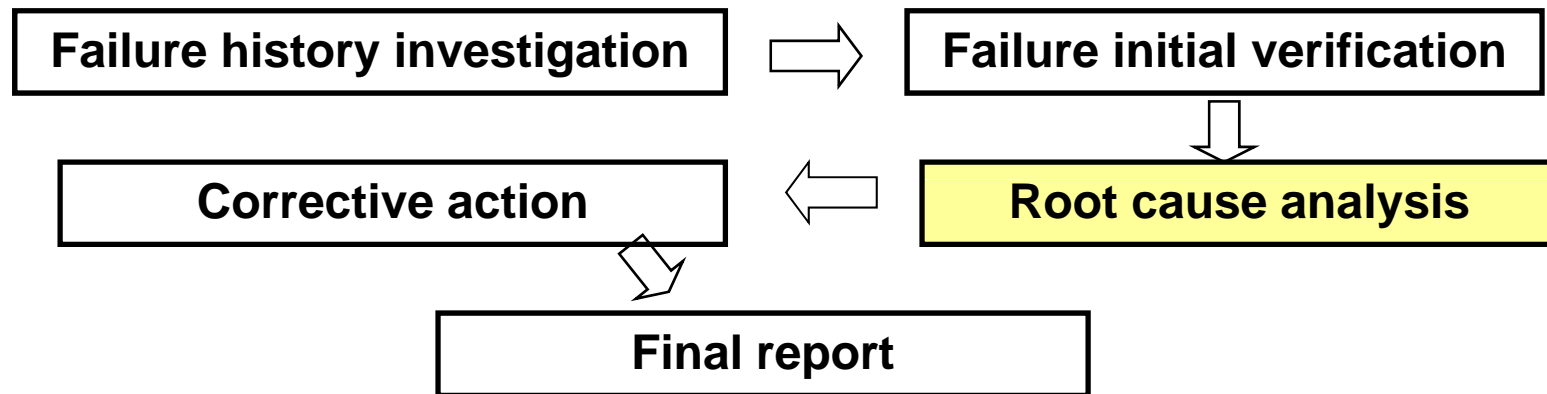 Failure history investigation
Failure initial verification
Root cause analysis
Corrective action
Final report